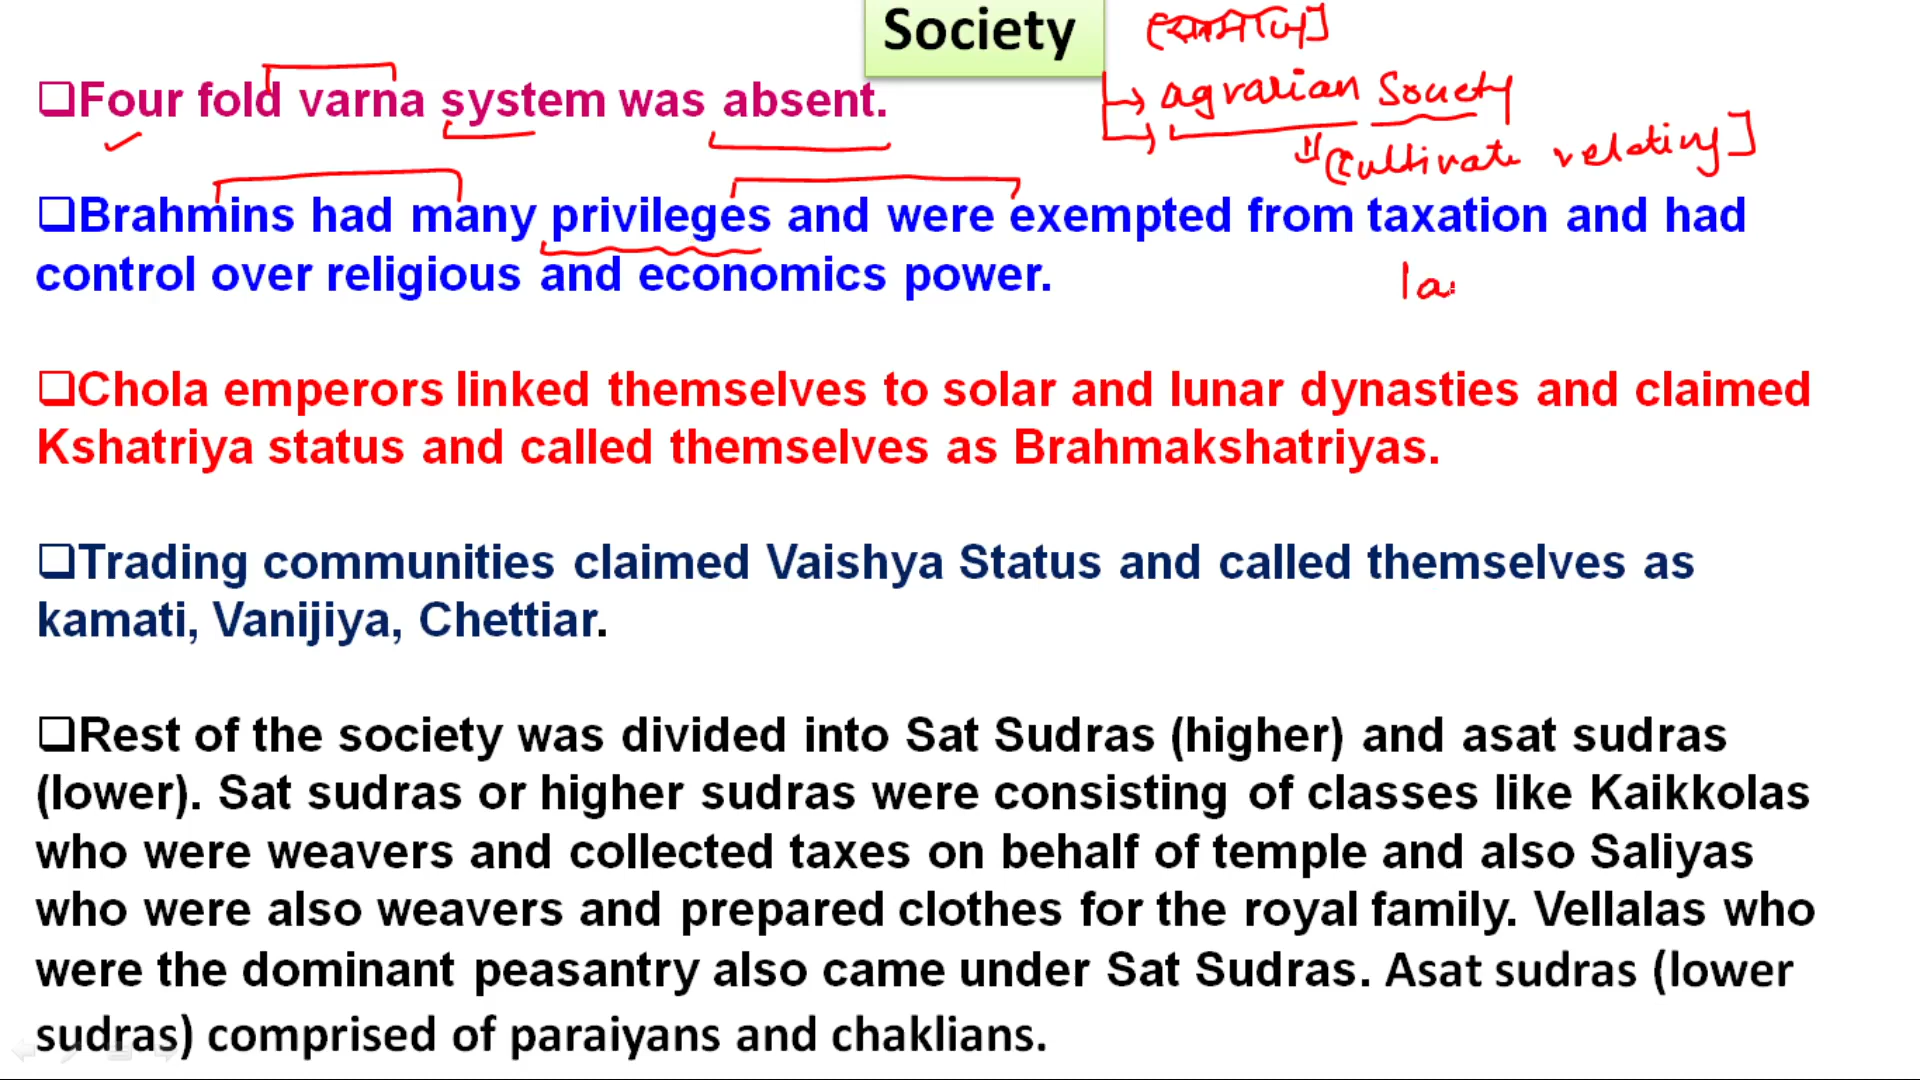 Society
[समाज]
❑Four fold varna system was absent.
→ agrarian Society
(Cultivate relating]
❑Brahmins had many privileges and were exempted from taxation and had
control over religious and economics power.
la
❑Chola emperors linked themselves to solar and lunar dynasties and claimed
Kshatriya status and called themselves as Brahmakshatriyas.
❑Trading communities claimed Vaishya Status and called themselves as
kamati, Vanijiya, Chettiar.
❑Rest of the society was divided into Sat Sudras (higher) and asat sudras
(lower). Sat sudras or higher sudras were consisting of classes like Kaikkolas
who were weavers and collected taxes on behalf of temple and also Saliyas
who were also weavers and prepared clothes for the royal family. Vellalas who
were the dominant peasantry also came under Sat Sudras. Asat sudras (lower
sudras) comprised of paraiyans and chaklians.